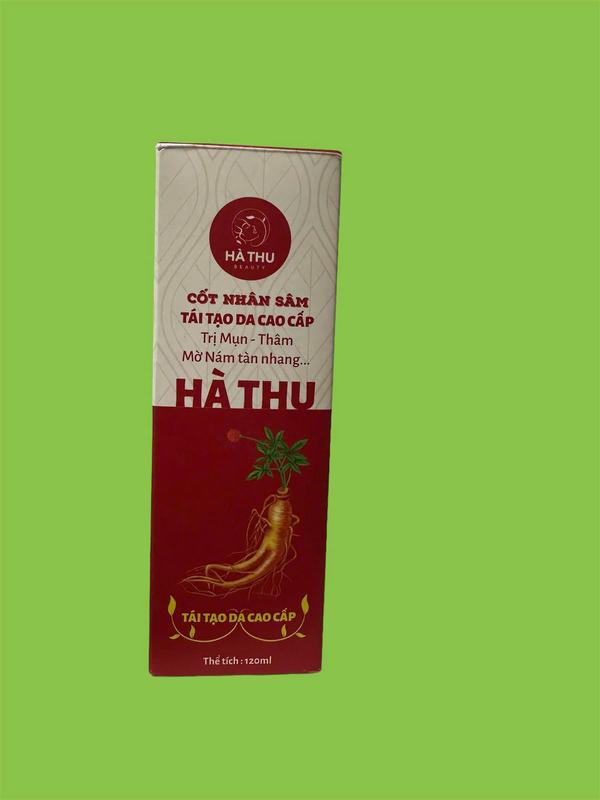 HÀ THU
BEAUTY
CỐT NHÂN SÂM
TÁI TẠO DA CAO CẤP
Trị Mụn - Thâm
Mờ Nám tàn nhang...
HÀ THU
TÁI TẠO DA CAO CẤP
Thể tích : 120ml